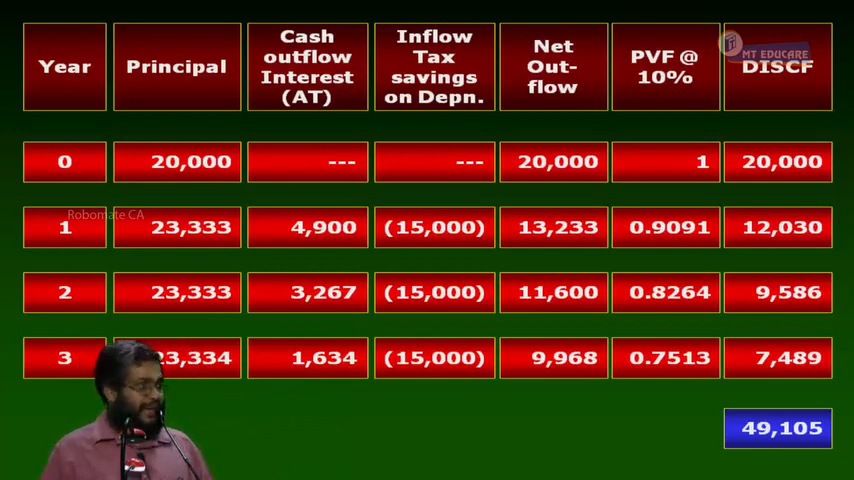 Year Principal Cash outflow Interest (AT) Inflow Tax savings on Depn. Net Out-flow PVF @ 10% DISCF
MT EDUCARE
0 20,000 --- --- 20,000 1 20,000
Robomate CA
1 23,333 4,900 (15,000) 13,233 0.9091 12,030
2 23,333 3,267 (15,000) 11,600 0.8264 9,586
3 23,334 1,634 (15,000) 9,968 0.7513 7,489
49,105